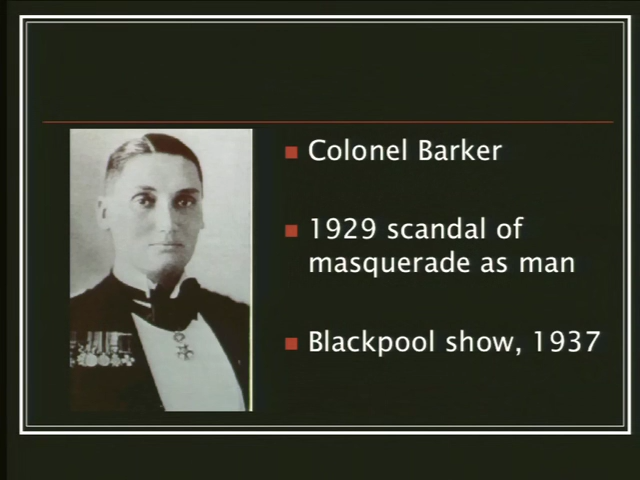 Colonel Barker
1929 scandal of
masquerade as man
Blackpool show, 1937